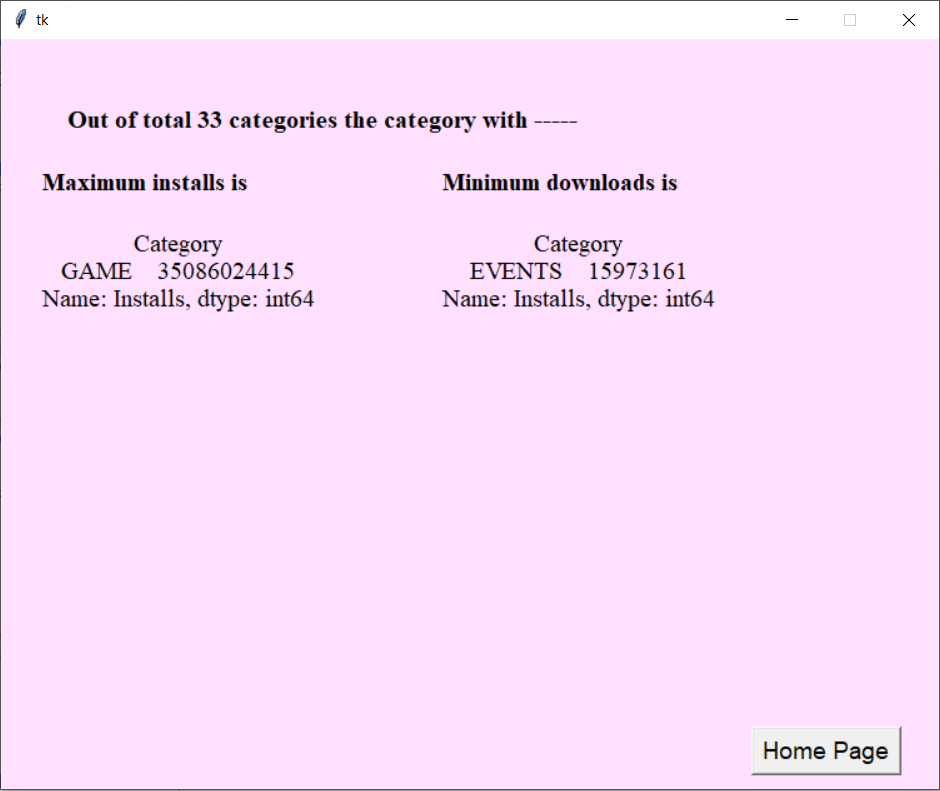 tk
Out of total 33 categories the category with -----
Maximum installs is
Minimum downloads is
Category
GAME 35086024415
Name: Installs, dtype: int64
Category
EVENTS 15973161
Name: Installs, dtype: int64
Home Page